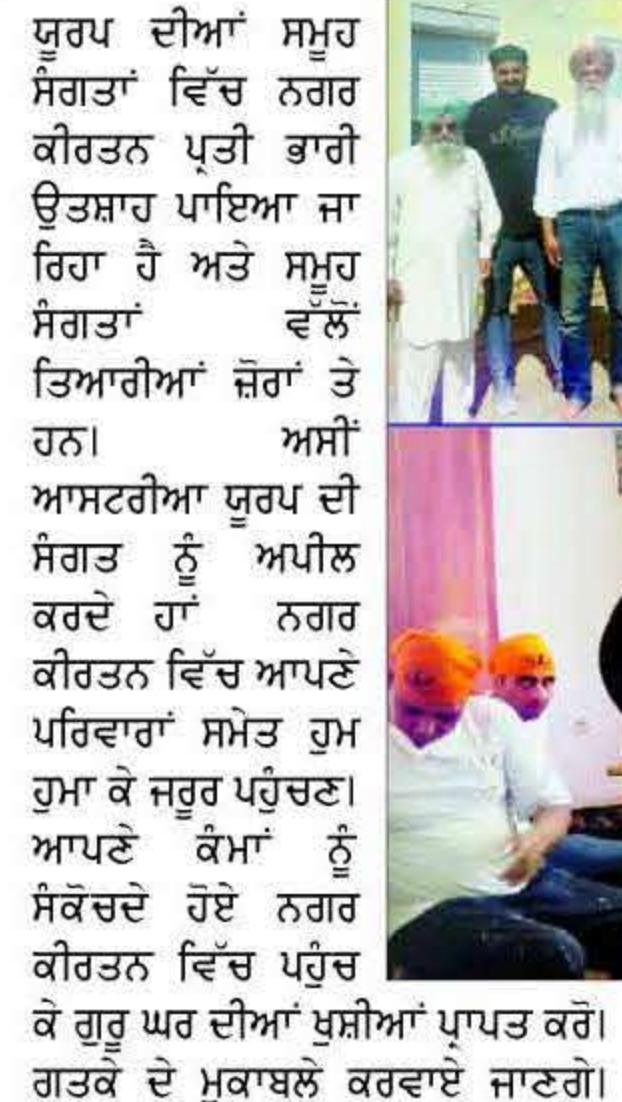 ਯੂਰਪ ਦੀਆਂ ਸਮੂਹ
ਸੰਗਤਾਂ ਵਿੱਚ ਨਗਰ
ਕੀਰਤਨ ਪ੍ਰਤੀ ਭਾਰੀ
ਉਤਸ਼ਾਹ ਪਾਇਆ ਜਾ
ਰਿਹਾ ਹੈ ਅਤੇ ਸਮੂਹ
ਸੰਗਤਾਂ ਵੱਲੋਂ
ਤਿਆਰੀਆਂ ਜ਼ੋਰਾਂ ਤੇ
ਹਨ। ਅਸੀਂ
ਆਸਟਰੀਆ ਯੂਰਪ ਦੀ
ਸੰਗਤ ਨੂੰ ਅਪੀਲ
ਕਰਦੇ ਹਾਂ ਨਗਰ
ਕੀਰਤਨ ਵਿੱਚ ਆਪਣੇ
ਪਰਿਵਾਰਾਂ ਸਮੇਤ ਹੁਮ
ਹੁਮਾ ਕੇ ਜਰੂਰ ਪਹੁੰਚਣ।
ਆਪਣੇ ਕੰਮਾਂ ਨੂੰ
ਸੰਕੋਚਦੇ ਹੋਏ ਨਗਰ
ਕੀਰਤਨ ਵਿੱਚ ਪਹੁੰਚ
ਕੇ ਗੁਰੂ ਘਰ ਦੀਆਂ ਖੁਸ਼ੀਆਂ ਪ੍ਰਾਪਤ ਕਰੋ।
ਗਤਕੇ ਦੇ ਮੁਕਾਬਲੇ ਕਰਵਾਏ ਜਾਣਗੇ।